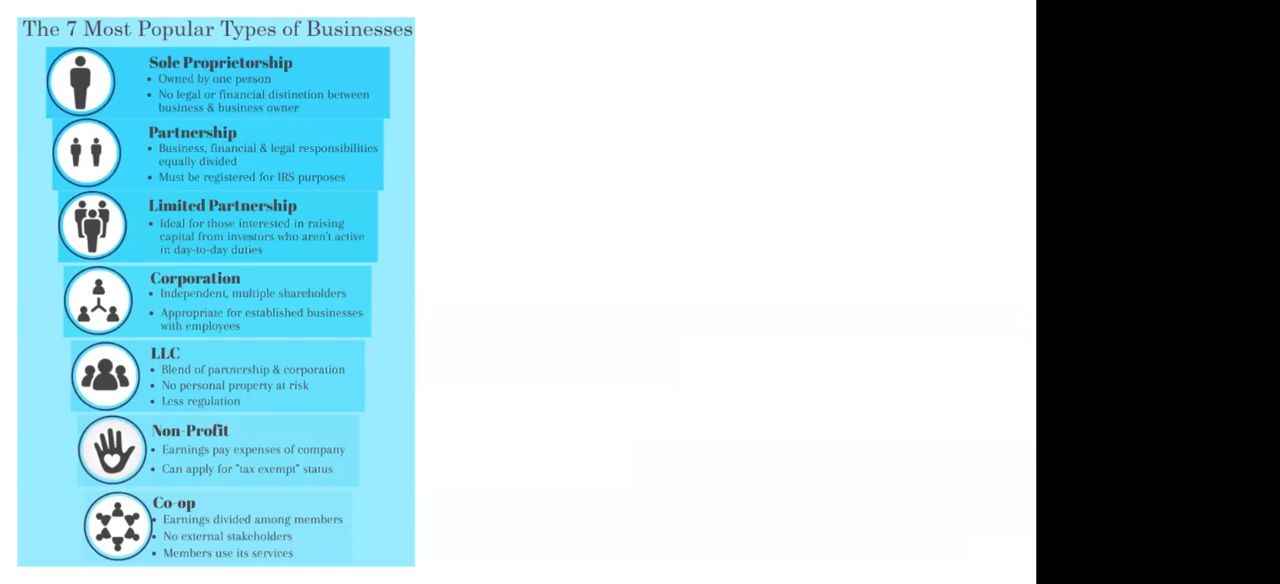 The 7 Most Popular Types of Businesses
Sole Proprietorship
• Owned by one person
• No legal or financial distinction between
business & business owner
Partnership
• Business, financial & legal responsibilities
equally divided
• Must be registered for IRS purposes
Limited Partnership
• Ideal for those interested in raising
capital from investors who aren't active
in day-to-day duties
Corporation
• Independent, multiple shareholders
• Appropriate for established businesses
with employees
LLC
• Blend of partnership & corporation
• No personal property at risk
• Less regulation
Non-Profit
• Earnings pay expenses of company
• Can apply for "tax exempt" status
Co-op
• Earnings divided among members
• No external stakeholders
• Members use its services